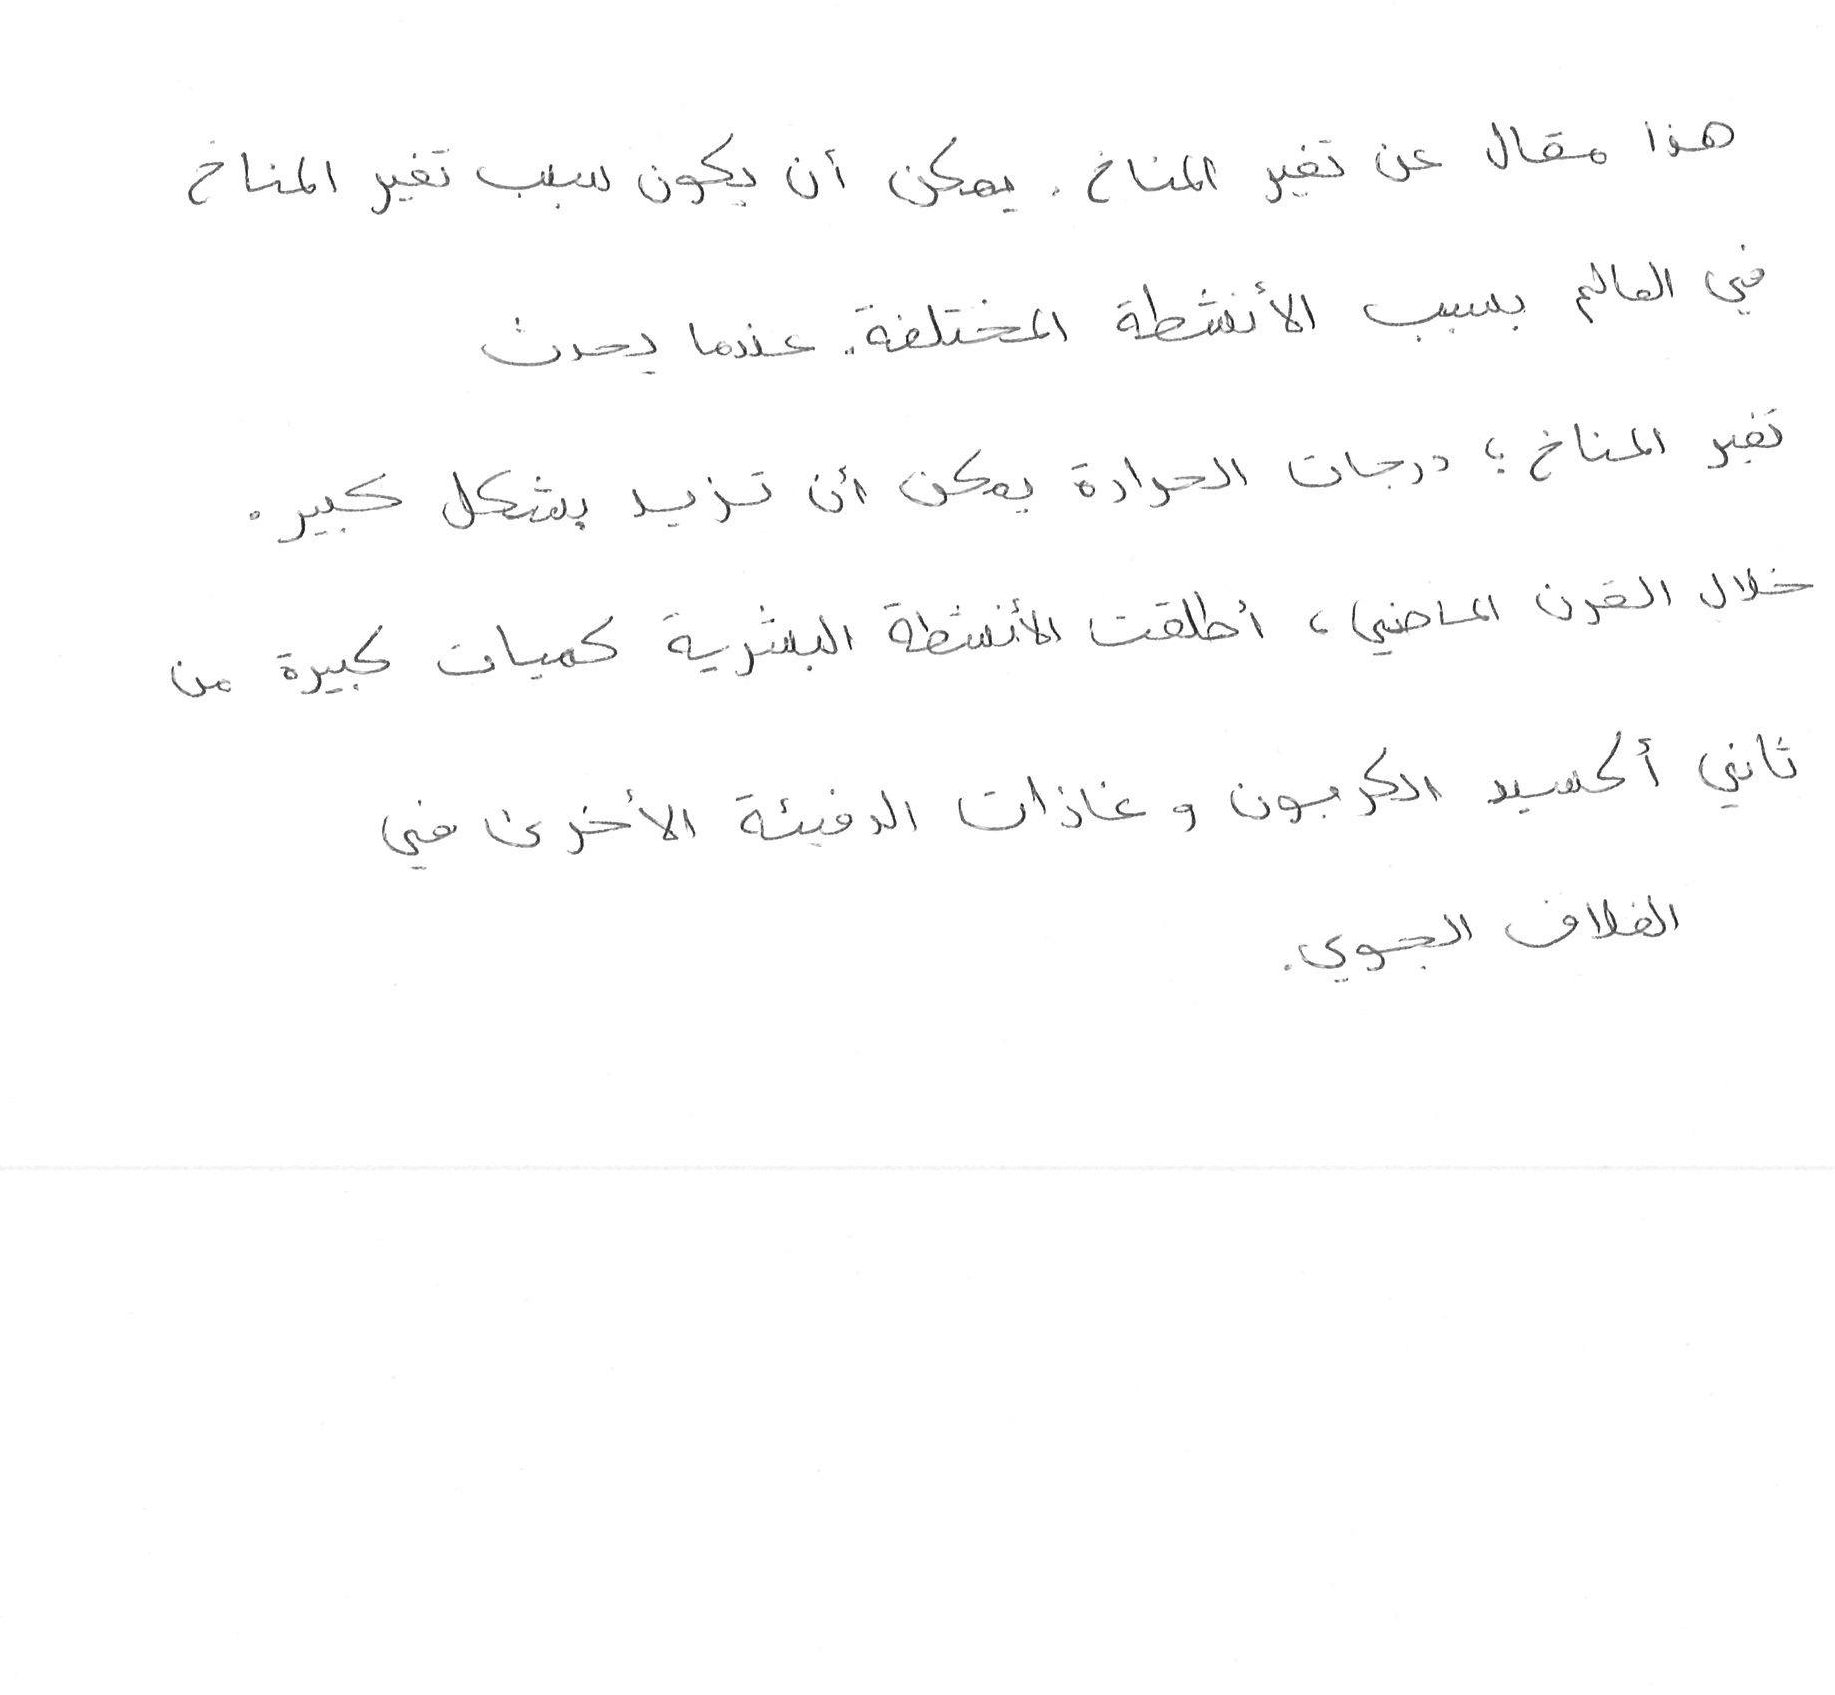 هذا مقال عن تغير المناخ. يمكن أن يكون سبب تغير المناخ
في العالم بسبب الأنشطة المختلفة. عندما يحدث
تغير المناخ؛ درجات الحرارة يمكن أن تزيد بشكل كبير.
خلال القرن الماضي، أطلقت الأنشطة البشرية كميات كبيرة من
ثاني أكسيد الكربون و غازات الدفيئة الأخرى في
الغلاف الجوي.